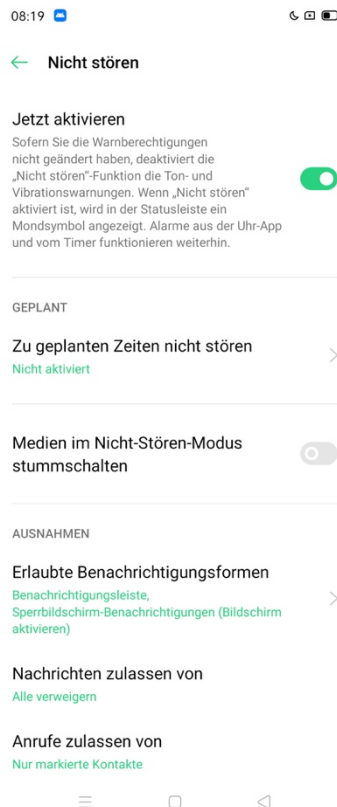 08:19
Nicht stören
Jetzt aktivieren
Sofern Sie die Warnberechtigungen
nicht geändert haben, deaktiviert die
„Nicht stören"-Funktion die Ton- und
Vibrationswarnungen. Wenn „Nicht stören"
aktiviert ist, wird in der Statusleiste ein
Mondsymbol angezeigt. Alarme aus der Uhr-App
und vom Timer funktionieren weiterhin.
GEPLANT
Zu geplanten Zeiten nicht stören
Nicht aktiviert
Medien im Nicht-Stören-Modus
stummschalten
AUSNAHMEN
Erlaubte Benachrichtigungsformen
Benachrichtigungsleiste,
Sperrbildschirm-Benachrichtigungen (Bildschirm
aktivieren)
Nachrichten zulassen von
Alle verweigern
Anrufe zulassen von
Nur markierte Kontakte